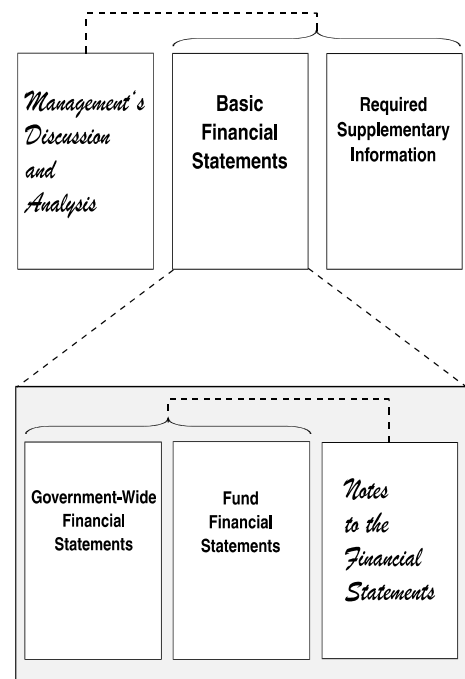 Management's
Discussion
and
Analysis
Basic
Financial
Statements
Required
Supplementary
Information
Government-Wide
Financial
Statements
Fund
Financial
Statements
Notes
to the
Financial
Statements